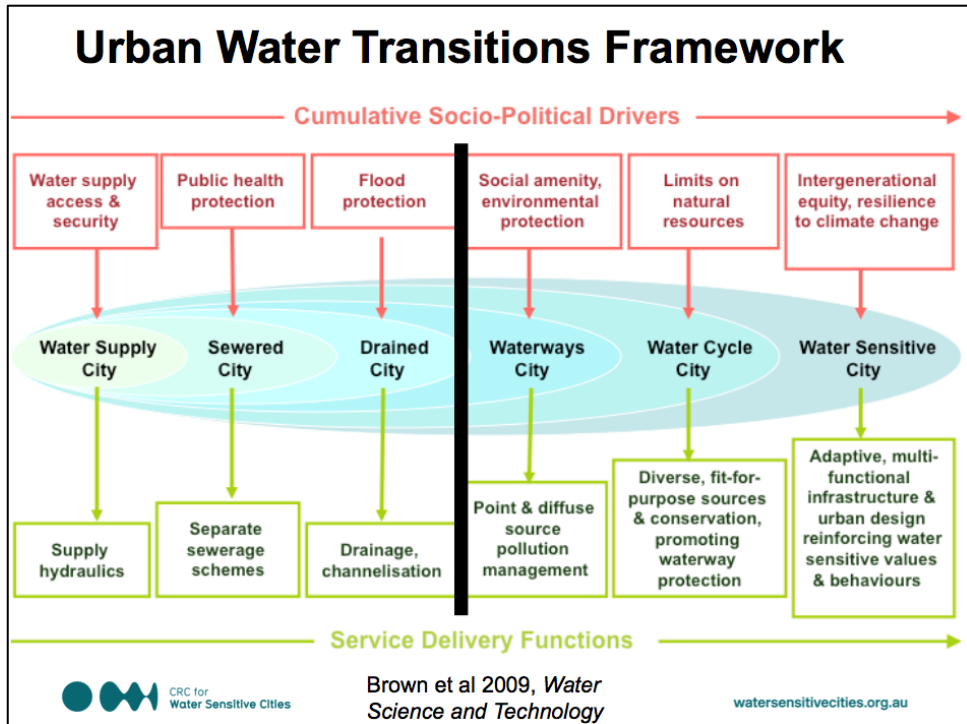 Urban Water Transitions Framework
Cumulative Socio-Political Drivers
Water supply
access &
security
Public health
protection
Flood
protection
Social amenity,
environmental
protection
Limits on
natural
resources
Intergenerational
equity, resilience
to climate change
Water Supply
City
Sewered
City
Drained
City
Waterways
City
Water Cycle
City
Water Sensitive
City
Supply
hydraulics
Separate
sewerage
schemes
Drainage,
channelisation
Point & diffuse
source
pollution
management
Diverse, fit-for-
purpose sources
& conservation,
promoting
waterway
protection
Adaptive, multi-
functional
infrastructure &
urban design
reinforcing water
sensitive values
& behaviours
Service Delivery Functions
CRC for
Water Sensitive Cities
Brown et al 2009, Water
Science and Technology
watersensitivecities.org.au